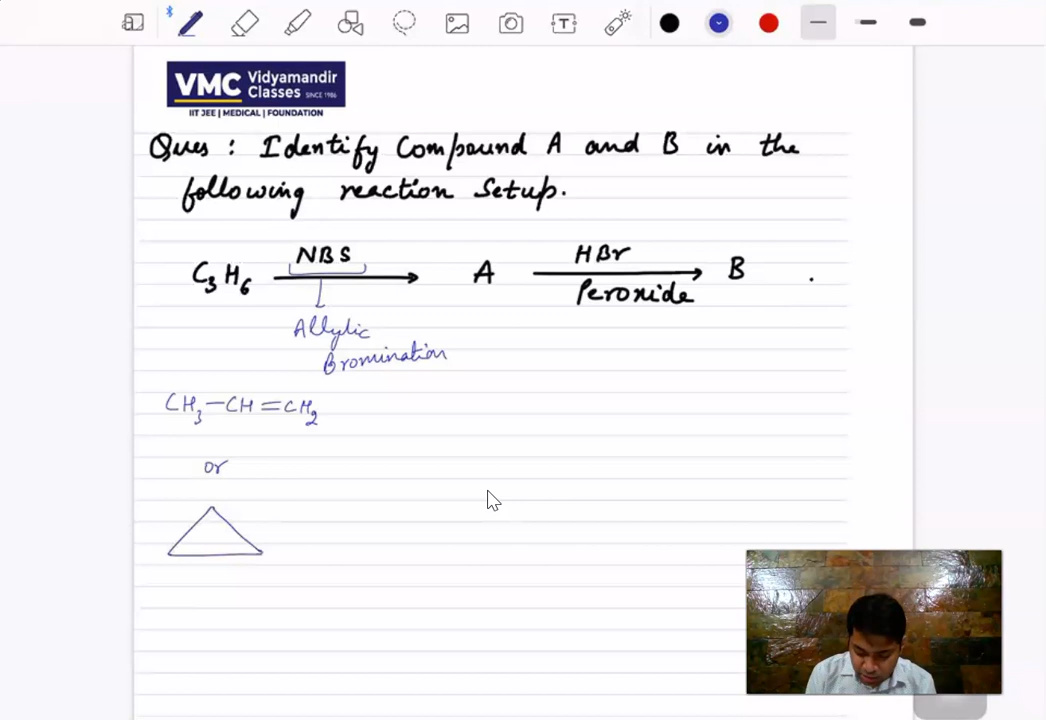 VMC Vidyamandir
Classes SINCE 1986
IIT JEE | MEDICAL | FOUNDATION
Ques : Identify Compound A and B in the
following reaction Setup.
C3H6 NBS A HBr B .
Peroxide
Allylic
Bromination
CH3-CH=CH2
or